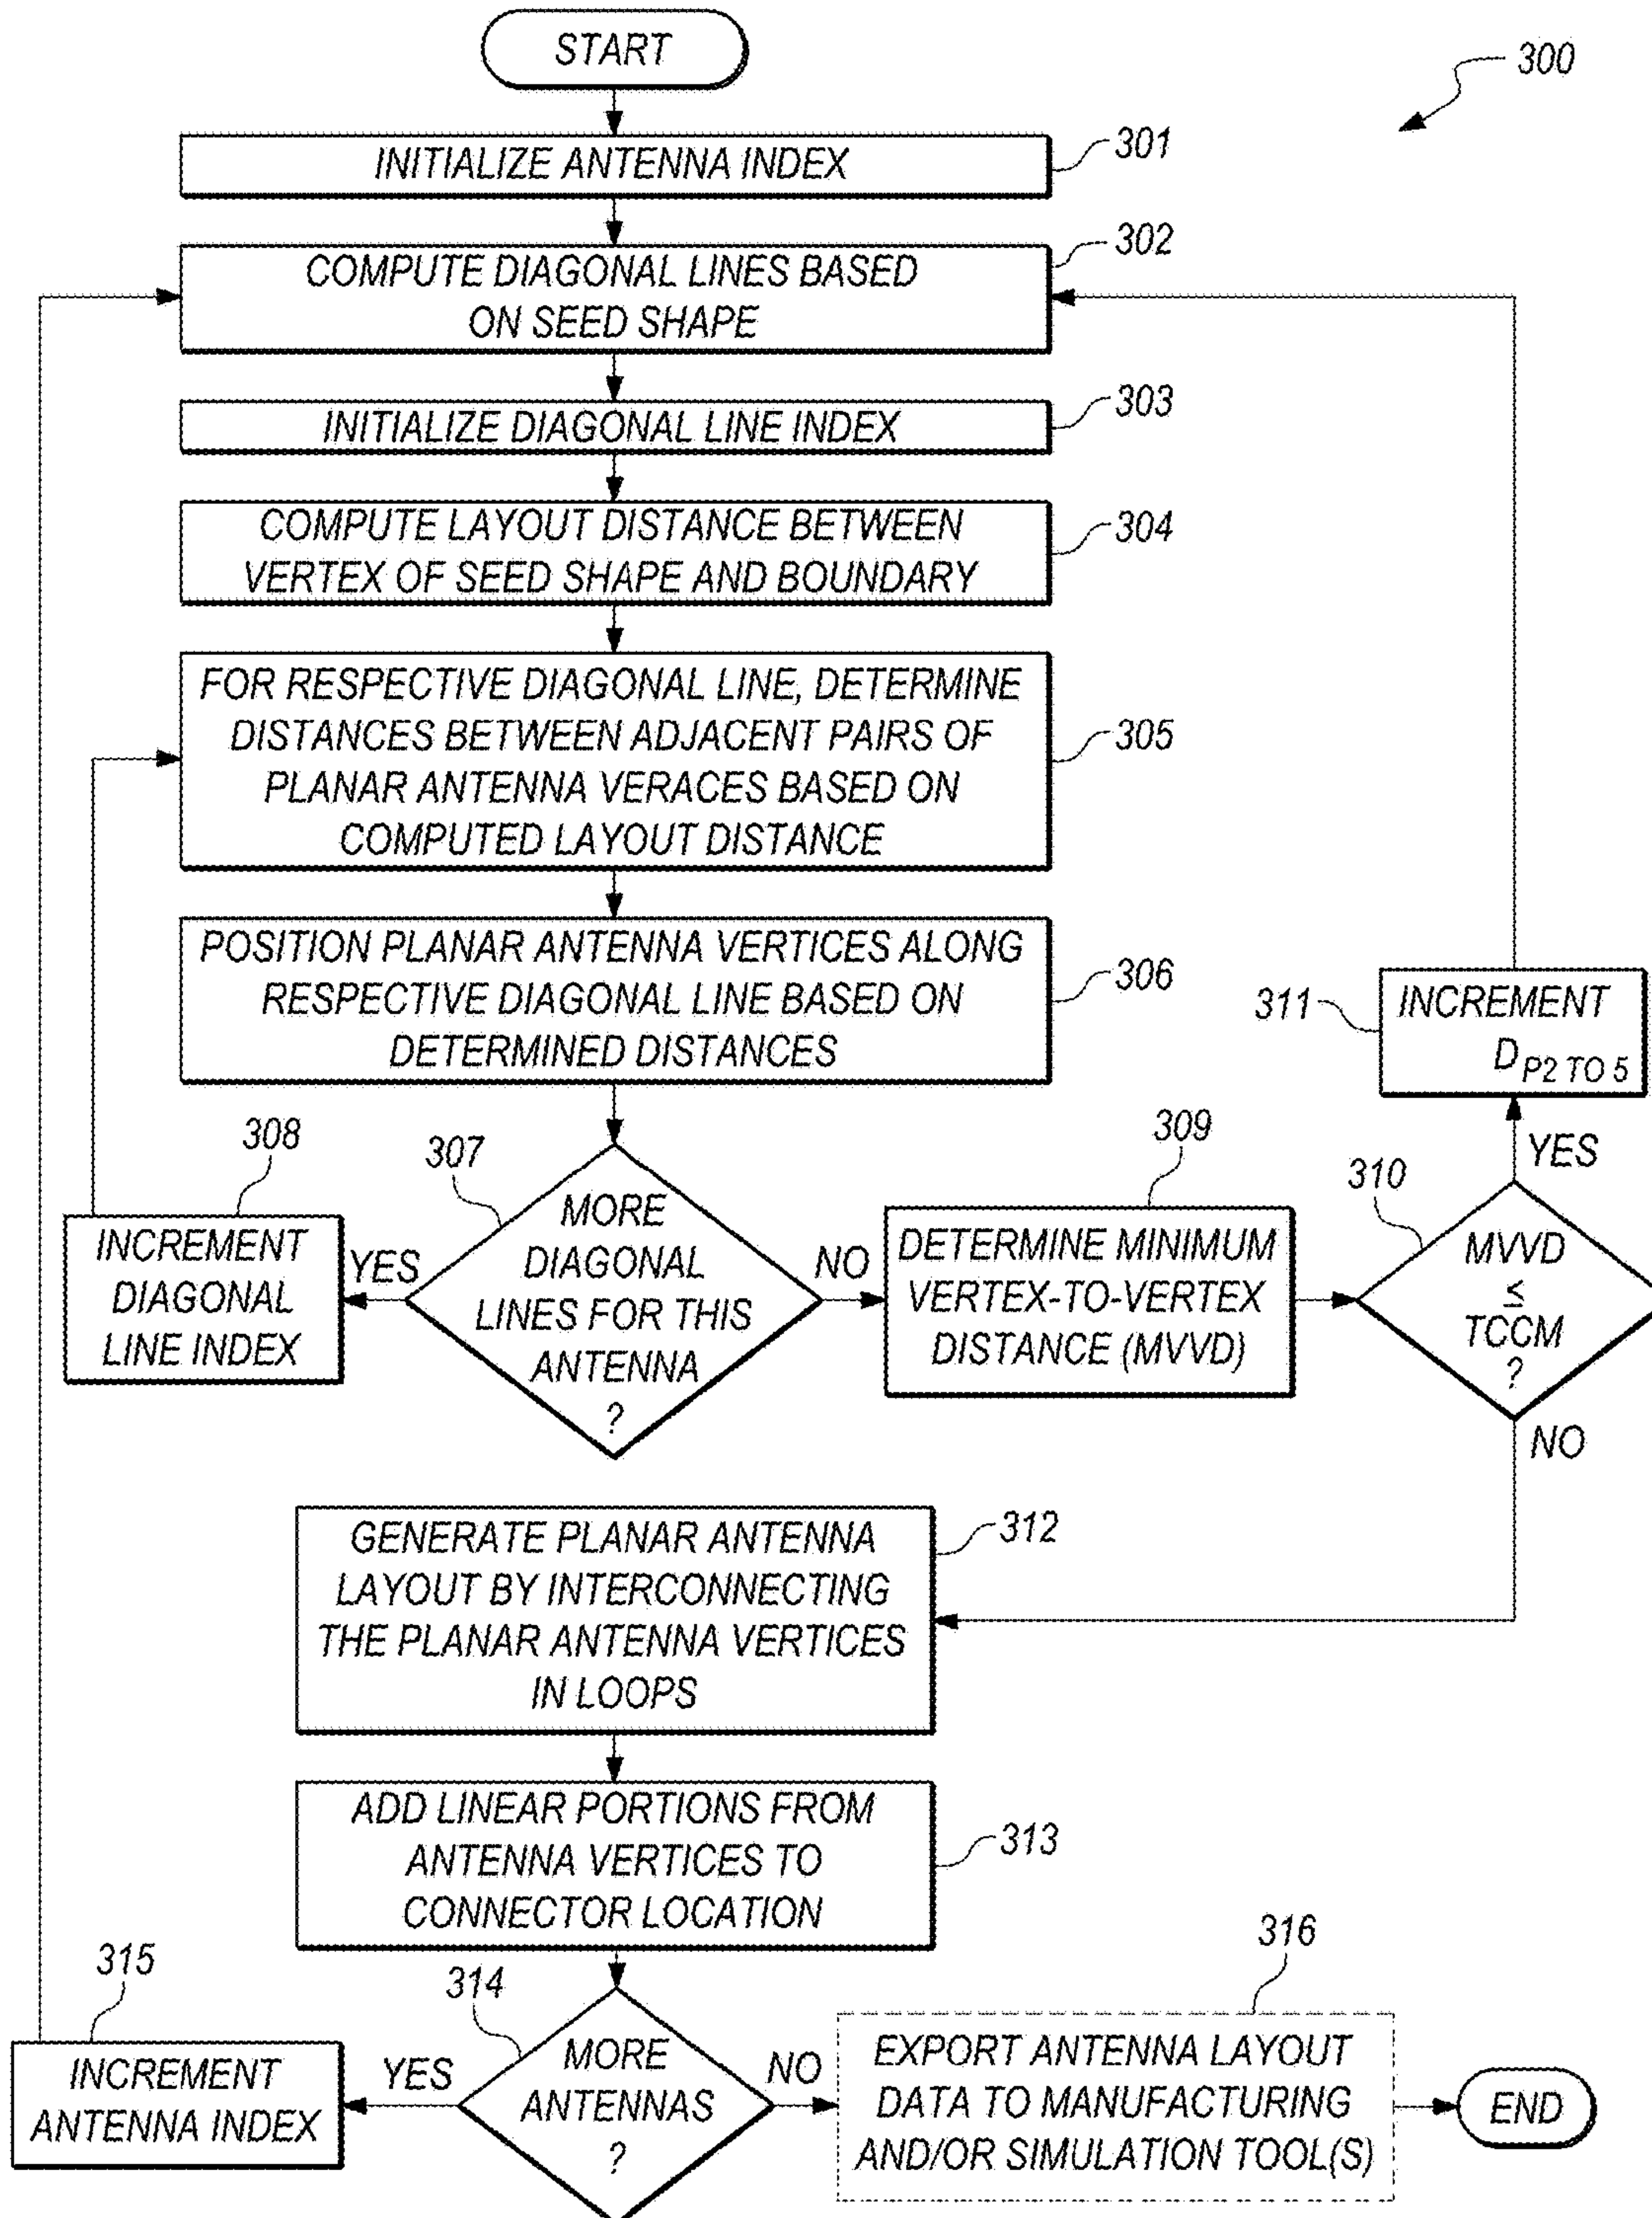 START
300
INITIALIZE ANTENNA INDEX
301
COMPUTE DIAGONAL LINES BASED
ON SEED SHAPE
302
INITIALIZE DIAGONAL LINE INDEX
303
COMPUTE LAYOUT DISTANCE BETWEEN
VERTEX OF SEED SHAPE AND BOUNDARY
304
FOR RESPECTIVE DIAGONAL LINE, DETERMINE
DISTANCES BETWEEN ADJACENT PAIRS OF
PLANAR ANTENNA VERACES BASED ON
COMPUTED LAYOUT DISTANCE
305
POSITION PLANAR ANTENNA VERTICES ALONG
RESPECTIVE DIAGONAL LINE BASED ON
DETERMINED DISTANCES
306
311
INCREMENT
D P2 TO 5
308
INCREMENT
DIAGONAL
LINE INDEX
YES
307
MORE
DIAGONAL
LINES FOR THIS
ANTENNA
?
NO
309
DETERMINE MINIMUM
VERTEX-TO-VERTEX
DISTANCE (MVVD)
310
YES
MVVD
≤
TCCM
?
NO
GENERATE PLANAR ANTENNA
LAYOUT BY INTERCONNECTING
THE PLANAR ANTENNA VERTICES
IN LOOPS
312
ADD LINEAR PORTIONS FROM
ANTENNA VERTICES TO
CONNECTOR LOCATION
313
315
INCREMENT
ANTENNA INDEX
YES
314
MORE
ANTENNAS
?
NO
316
EXPORT ANTENNA LAYOUT
DATA TO MANUFACTURING
AND/OR SIMULATION TOOL(S)
END